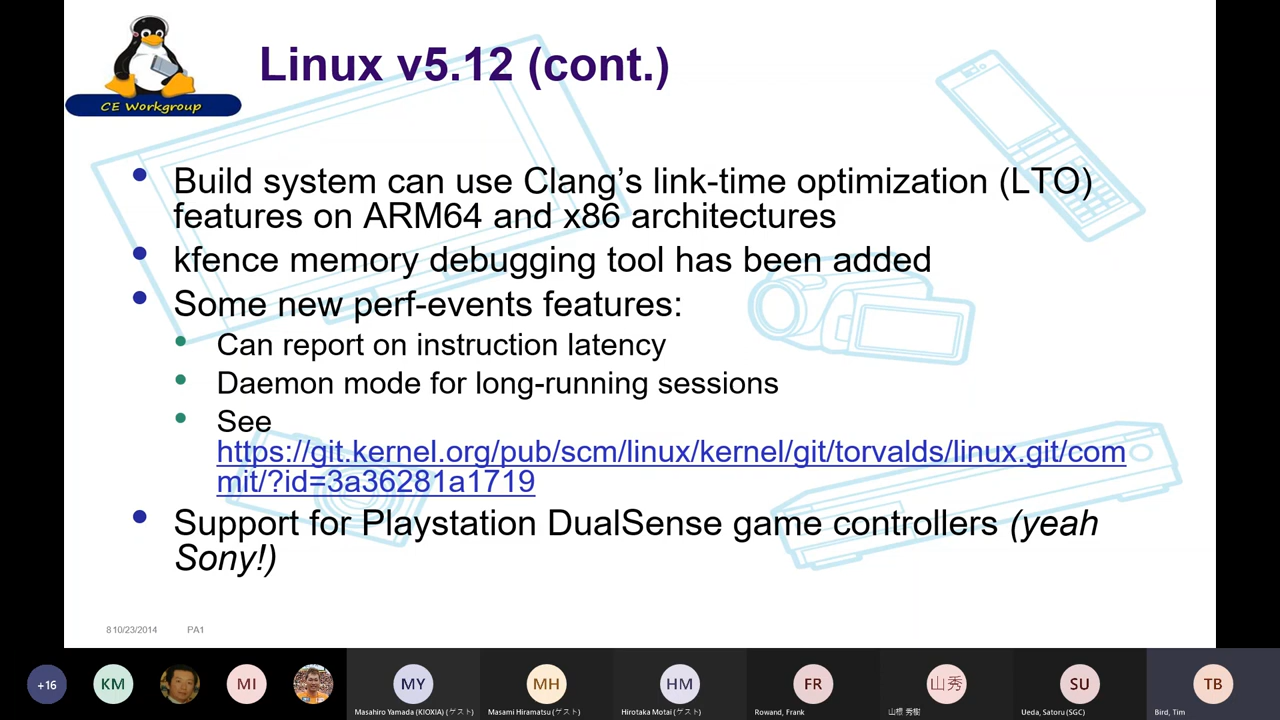 CE Workgroup
Linux v5.12 (cont.)
Build system can use Clang’s link-time optimization (LTO)
features on ARM64 and x86 architectures
kfence memory debugging tool has been added
Some new perf-events features:
Can report on instruction latency
Daemon mode for long-running sessions
See
https://git.kernel.org/pub/scm/linux/kernel/git/torvalds/linux.git/com
mit/?id=3a36281a1719
Support for Playstation DualSense game controllers (yeah
Sony!)
8 10/23/2014 PA1
+16 KM MI MY MH HM FR 山秀 SU TB
Masahiro Yamada (KIOXIA) (ゲスト) Masami Hiramatsu (ゲスト) Hirotaka Motai (ゲスト) Rowand, Frank 山根 秀樹 Ueda, Satoru (SGC) Bird, Tim